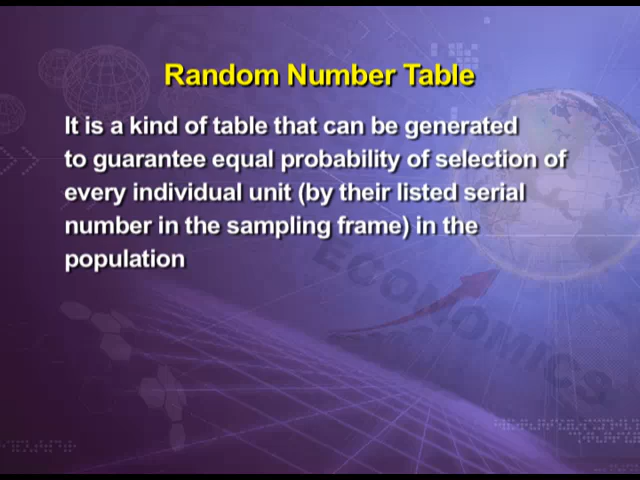 Random Number Table
It is a kind of table that can be generated
to guarantee equal probability of selection of
every individual unit (by their listed serial
number in the sampling frame) in the
population
ECONOMICS